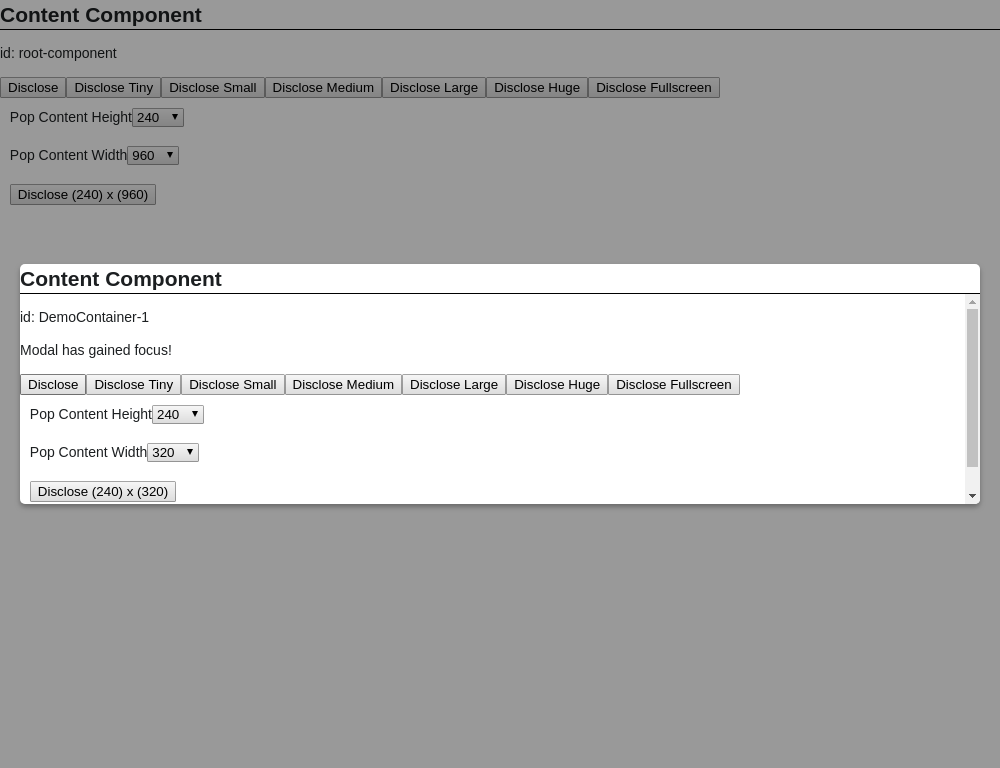 Content Component
id: root-component
Disclose Disclose Tiny Disclose Small Disclose Medium Disclose Large Disclose Huge Disclose Fullscreen
Pop Content Height 240
Pop Content Width 960
Disclose (240) x (960)
Content Component
id: DemoContainer-1
Modal has gained focus!
Disclose Disclose Tiny Disclose Small Disclose Medium Disclose Large Disclose Huge Disclose Fullscreen
Pop Content Height 240
Pop Content Width 320
Disclose (240) x (320)